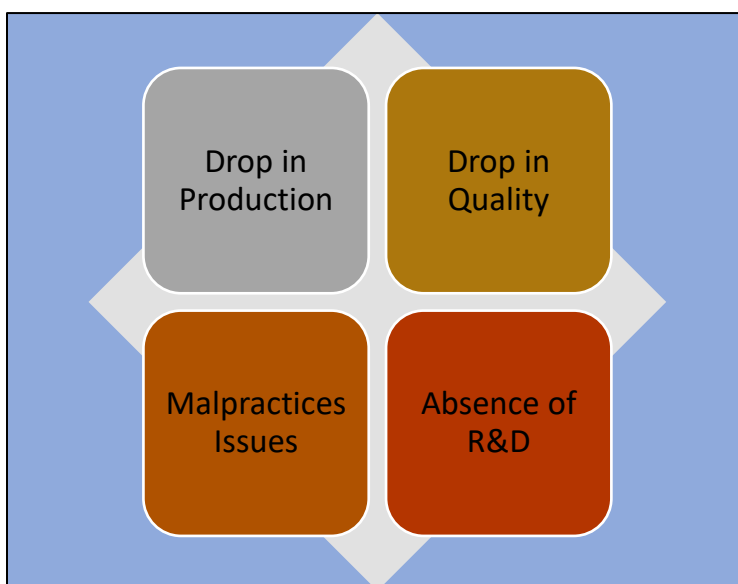 Drop in
Production
Drop in
Quality
Malpractices
Issues
Absence of
R&D